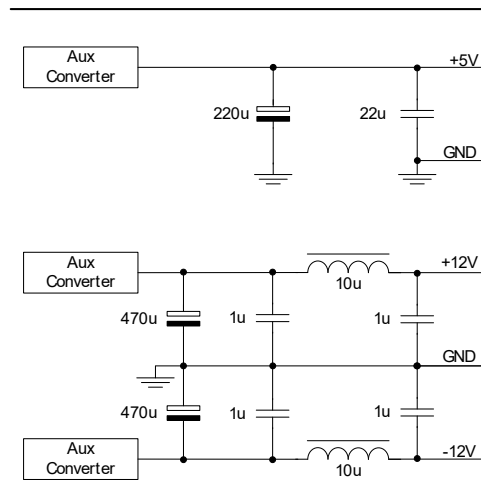 Aux
Converter
+5V
220u
22u
GND
Aux
Converter
+12V
10u
470u
1u
1u
GND
470u
1u
1u
Aux
Converter
-12V
10u